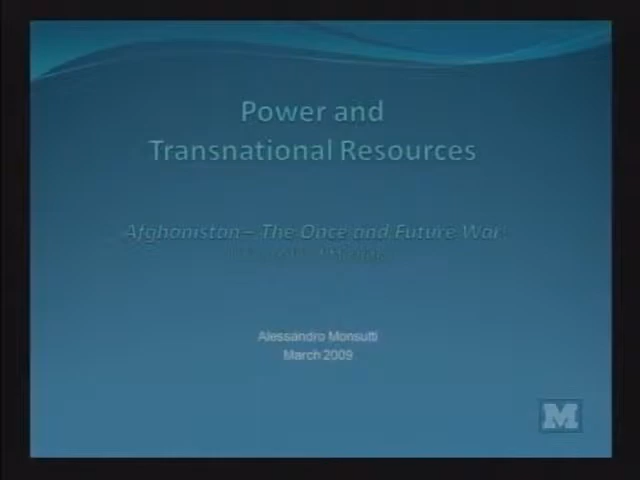 Power and
Transnational Resources
Afghanistan – The Once and Future War
Alessandro Monsutti
March 2009
M